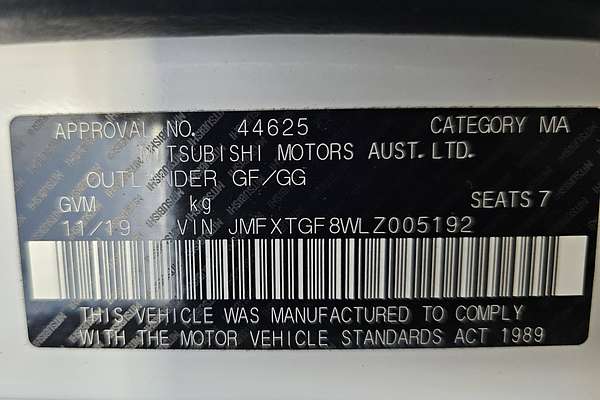 APPROVAL NO. 44625 CATEGORY MA
MITSUBISHI MOTORS AUST. LTD.
OUTLANDER GF/GG
GVM kg SEATS 7
11/19 VIN JMFXTGF8WLZ005192
THIS VEHICLE WAS MANUFACTURED TO COMPLY
WITH THE MOTOR VEHICLE STANDARDS ACT 1989